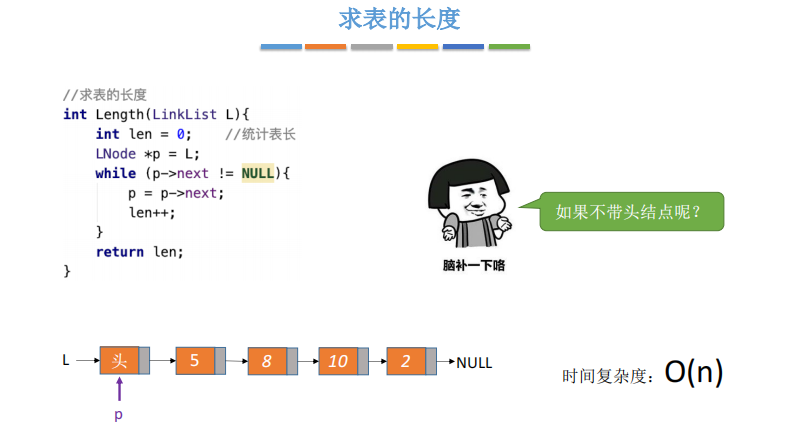 求表的长度
//求表的长度
int Length(LinkList L){
    int len = 0;    //统计表长
    LNode *p = L;
    while (p->next != NULL){
        p = p->next;
        len++;
    }
    return len;
}
如果不带头结点呢？
脑补一下咯
L 头 5 8 10 2 NULL
p
时间复杂度：O(n)